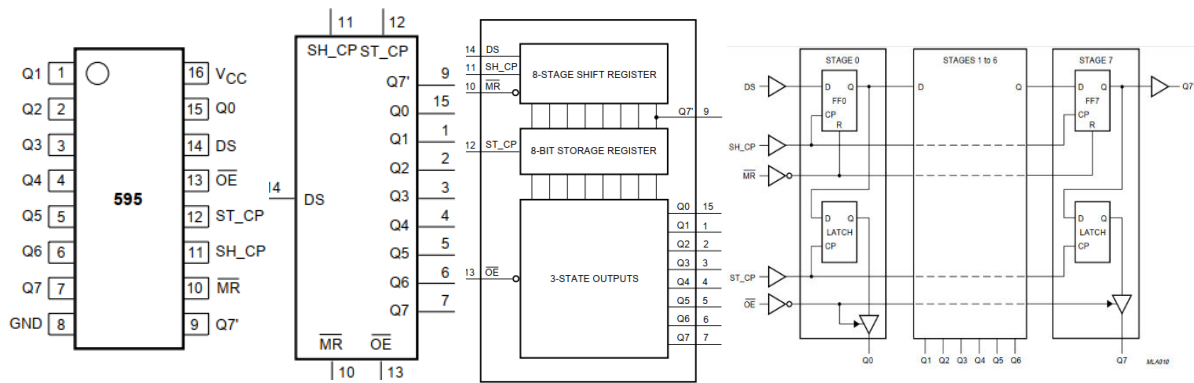 Q1 1 16 VCC
Q2 2 15 Q0
Q3 3 14 DS
Q4 4 13 OE
595
Q5 5 12 ST_CP
Q6 6 11 SH_CP
Q7 7 10 MR
GND 8 9 Q7'
11 12
SH_CP ST_CP
Q7' 9
Q0 15
Q1 1
Q2 2
14 DS
Q3 3
Q4 4
Q5 5
Q6 6
Q7 7
MR OE
10 13
14 DS
11 SH_CP
10 MR
8-STAGE SHIFT REGISTER
Q7' 9
12 ST_CP
8-BIT STORAGE REGISTER
Q0 15
Q1 1
Q2 2
Q3 3
13 OE
3-STATE OUTPUTS
Q4 4
Q5 5
Q6 6
Q7 7
STAGE 0 STAGES 1 to 6 STAGE 7
DS D Q D Q D Q Q7
FF0 FF7
CP CP
R R
SH_CP
MR
D Q D Q
LATCH LATCH
CP CP
ST_CP
OE
Q0 Q1 Q2 Q3 Q4 Q5 Q6 Q7 MLA010